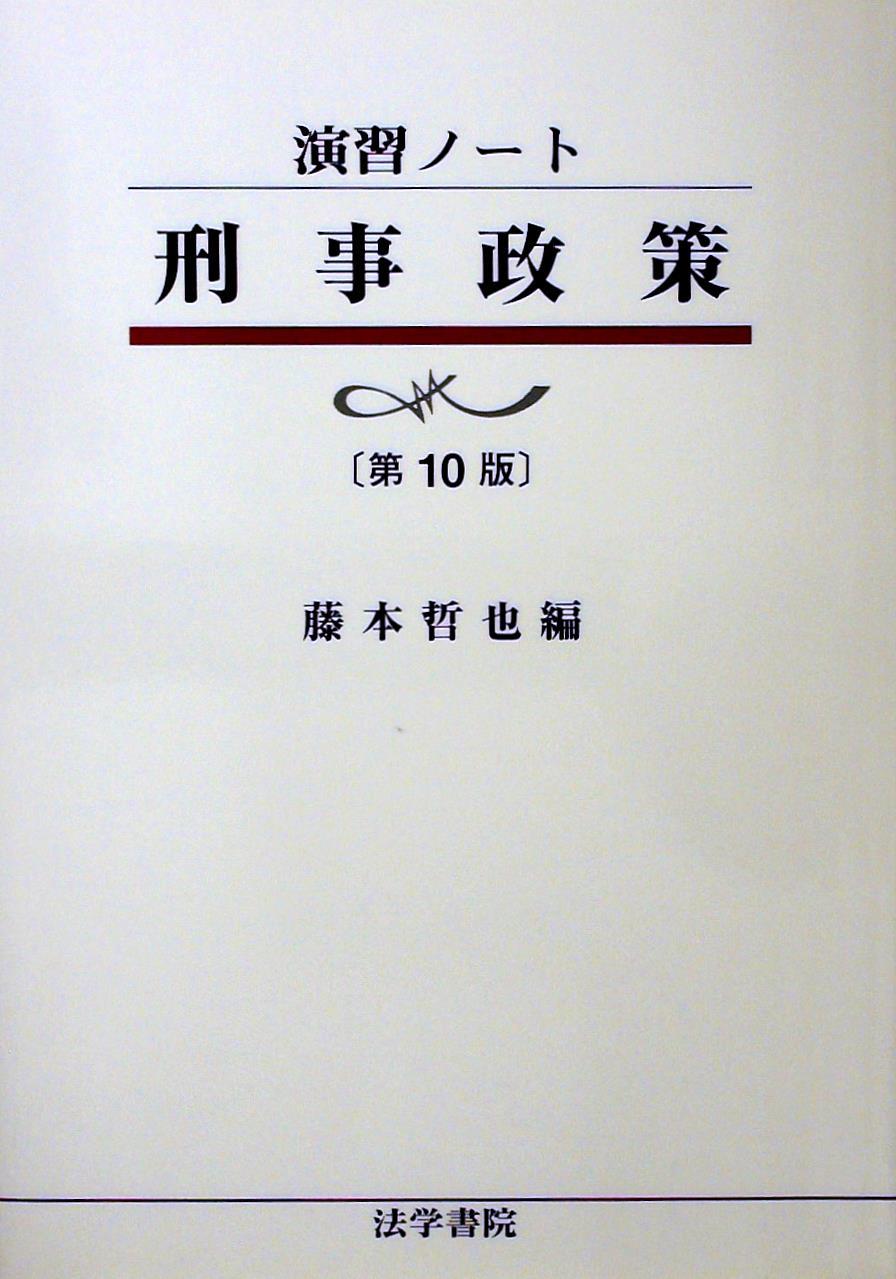 演習ノート
刑事政策
〔第10版〕
藤本哲也編
法学書院